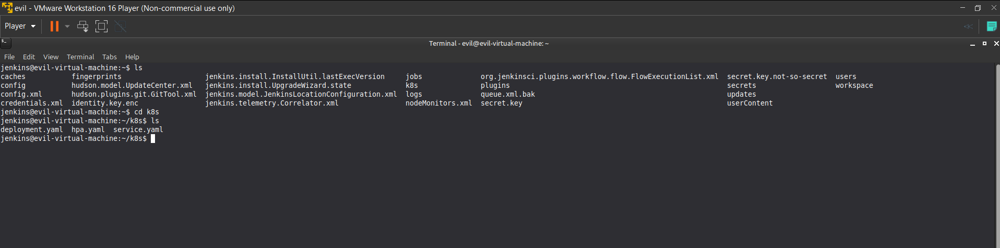 evil - VMware Workstation 16 Player (Non-commercial use only)
Player
Terminal - evil@evil-virtual-machine: ~
File Edit View Terminal Tabs Help
jenkins@evil-virtual-machine:~$ ls
caches fingerprints jenkins.install.InstallUtil.lastExecVersion jobs org.jenkinsci.plugins.workflow.flow.FlowExecutionList.xml secret.key.not-so-secret users
config hudson.model.UpdateCenter.xml jenkins.install.UpgradeWizard.state k8s plugins secrets workspace
config.xml hudson.plugins.git.GitTool.xml jenkins.model.JenkinsLocationConfiguration.xml logs queue.xml.bak updates
credentials.xml identity.key.enc jenkins.telemetry.Correlator.xml nodeMonitors.xml secret.key userContent
jenkins@evil-virtual-machine:~$ cd k8s
jenkins@evil-virtual-machine:~/k8s$ ls
deployment.yaml hpa.yaml service.yaml
jenkins@evil-virtual-machine:~/k8s$